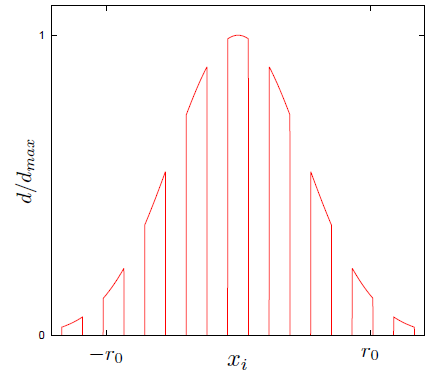 1
d/d_{max}
0
−r_0
x_i
r_0